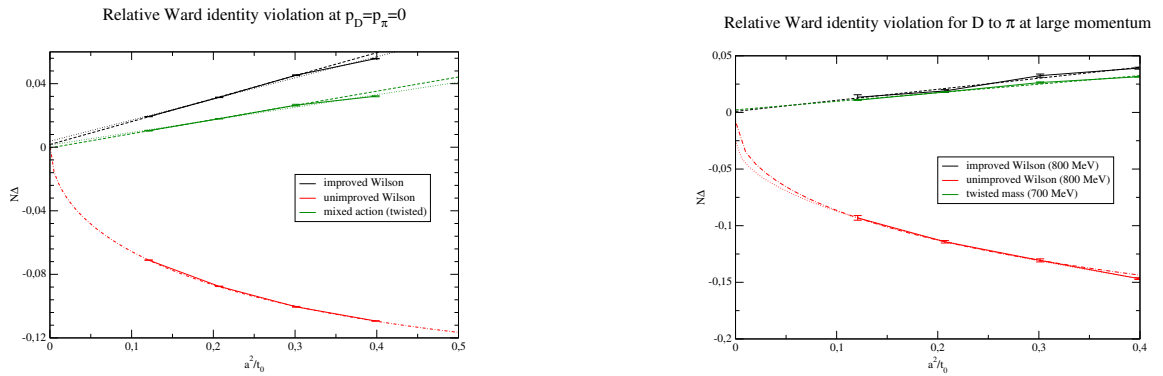 Relative Ward identity violation at p_D=p_π=0
0,04
0
-0,04
-0,08
-0,12
NΔ
0
0,1
0,2
0,3
0,4
0,5
a²/t₀
improved Wilson
unimproved Wilson
mixed action (twisted)
Relative Ward identity violation for D to π at large momentum
0,05
0
-0,05
-0,1
-0,15
-0,2
NΔ
0
0,1
0,2
0,3
0,4
a²/t₀
improved Wilson (800 MeV)
unimproved Wilson (800 MeV)
twisted mass (700 MeV)